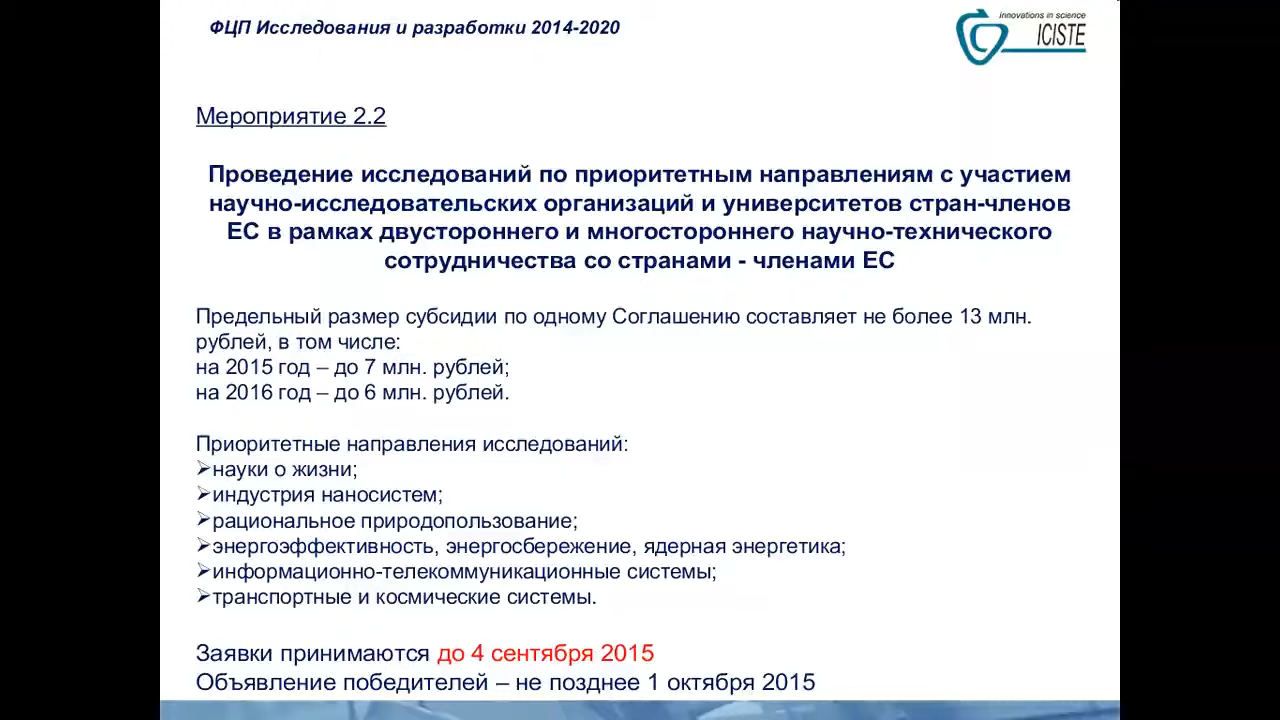 ФЦП Исследования и разработки 2014-2020
innovations in science
ICISTE
Мероприятие 2.2
Проведение исследований по приоритетным направлениям с участием
научно-исследовательских организаций и университетов стран-членов
ЕС в рамках двустороннего и многостороннего научно-технического
сотрудничества со странами - членами ЕС
Предельный размер субсидии по одному Соглашению составляет не более 13 млн.
рублей, в том числе:
на 2015 год – до 7 млн. рублей;
на 2016 год – до 6 млн. рублей.
Приоритетные направления исследований:
➢науки о жизни;
➢индустрия наносистем;
➢рациональное природопользование;
➢энергоэффективность, энергосбережение, ядерная энергетика;
➢информационно-телекоммуникационные системы;
➢транспортные и космические системы.
Заявки принимаются до 4 сентября 2015
Объявление победителей – не позднее 1 октября 2015